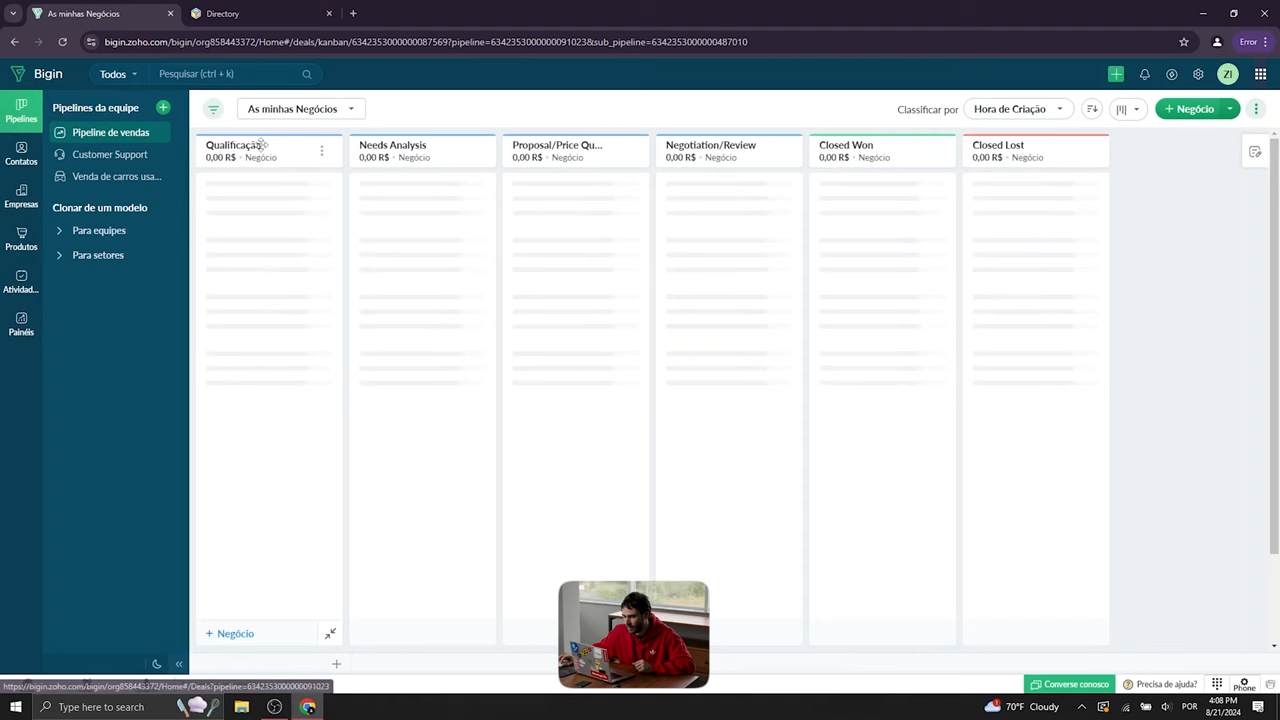 As minhas Negócios
Directory
Error
bigin.zoho.com/bigin/org858443372/Home#/deals/kanban/634235300000008756 9?pipeline=6342353000000091023&sub_pipeline=6342353000000487010
Bigin
Todos
Pesquisar (ctrl + k)
ZI
Pipelines
Contatos
Empresas
Produtos
Atividad...
Painéis
Pipelines da equipe
Pipeline de vendas
Customer Support
Venda de carros usa...
Clonar de um modelo
Para equipes
Para setores
As minhas Negócios
Classificar por
Hora de Criação
+ Negócio
Qualificação
0,00 R$ • Negócio
Needs Analysis
0,00 R$ • Negócio
Proposal/Price Qu...
0,00 R$ • Negócio
Negotiation/Review
0,00 R$ • Negócio
Closed Won
0,00 R$ • Negócio
Closed Lost
0,00 R$ • Negócio
+ Negócio
https://bigin.zoho.com/bigin/org858443372/Home#/Deals?pipeline=6342353000000091023
Converse conosco
Precisa de ajuda?
Phone
Type here to search
70°F Cloudy
POR
4:08 PM
8/21/2024